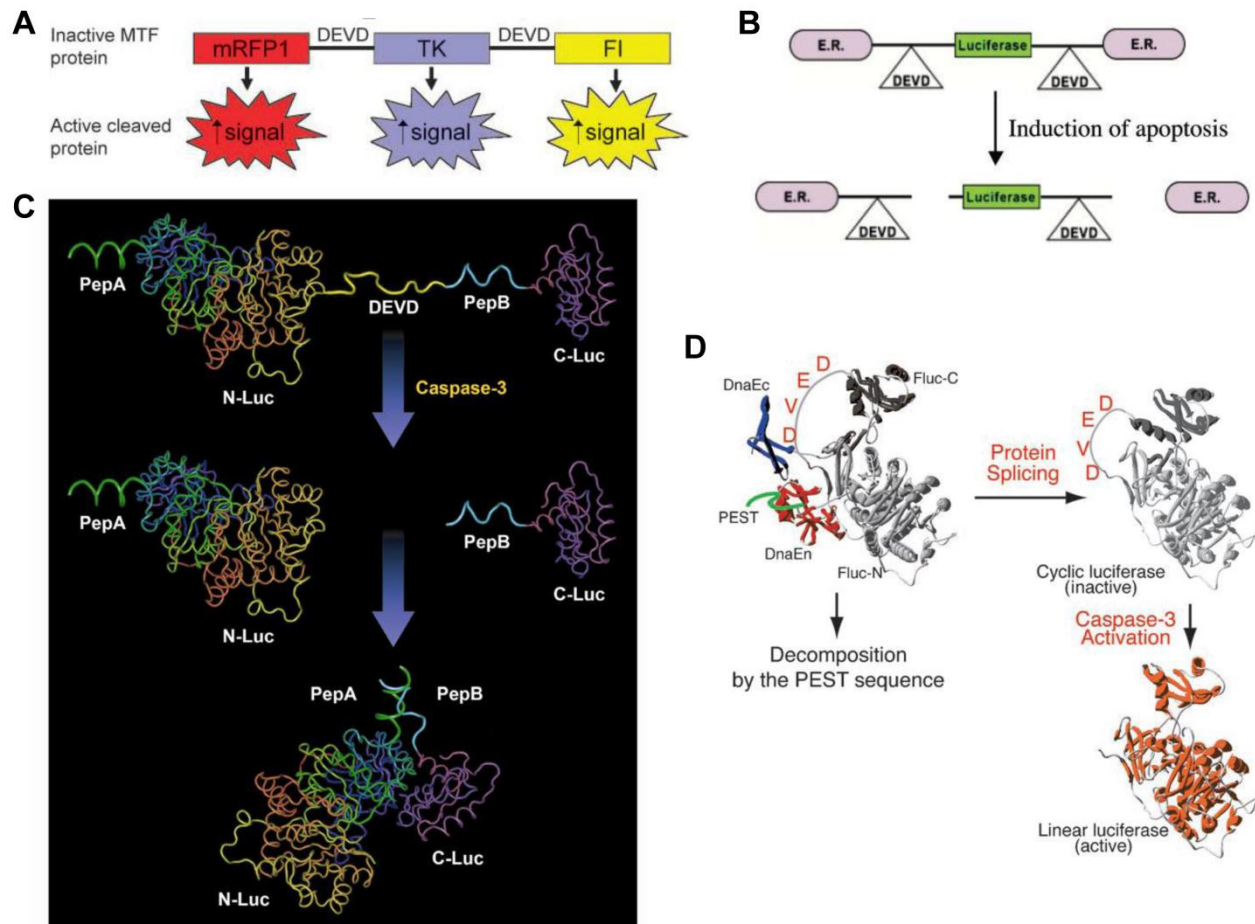 A
Inactive MTF
protein
mRFP1
DEVD
TK
DEVD
FI
Active cleaved
protein
↑ signal
↑ signal
↑ signal
B
E.R.
Luciferase
E.R.
DEVD
DEVD
Induction of apoptosis
E.R.
Luciferase
E.R.
DEVD
DEVD
C
PepA
N-Luc
DEVD
PepB
C-Luc
Caspase-3
PepA
N-Luc
PepB
C-Luc
PepA
PepB
C-Luc
N-Luc
D
DnaEc
D
E
V
D
Fluc-C
PEST
DnaEn
Fluc-N
Decomposition
by the PEST sequence
Protein
Splicing
D
E
V
D
Cyclic luciferase
(inactive)
Caspase-3
Activation
Linear luciferase
(active)